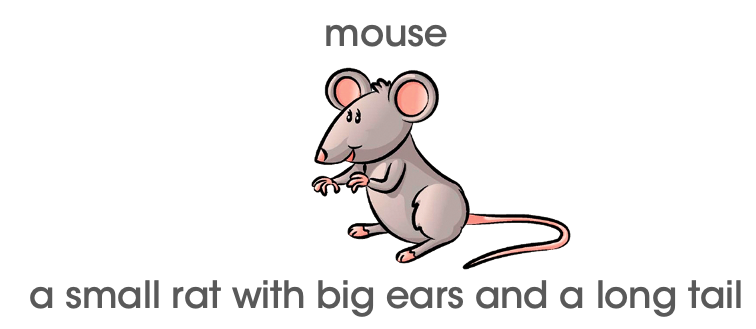 mouse
a small rat with big ears and a long tail